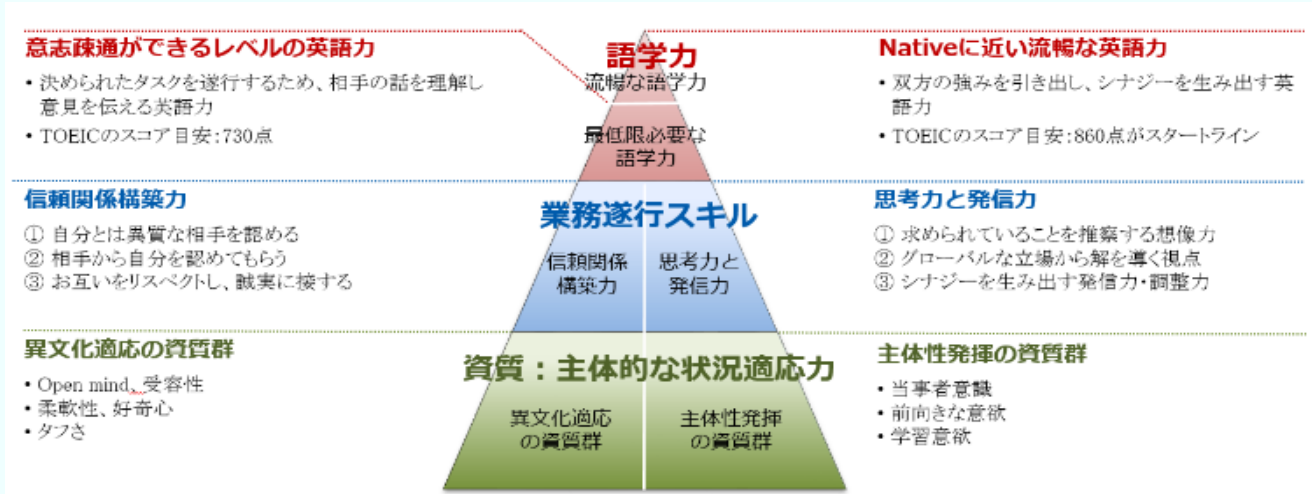 意志疎通ができるレベルの英語力
・決められたタスクを遂行するため、相手の話を理解し
意見を伝える英語力
・TOEICのスコア目安:730点
語学力
流暢な語学力
最低限必要な
語学力
Nativeに近い流暢な英語力
・双方の強みを引き出し、シナジーを生み出す英
語力
・TOEICのスコア目安:860点がスタートライン
信頼関係構築力
① 自分とは異質な相手を認める
② 相手から自分を認めてもらう
③ お互いをリスペクトし、誠実に接する
業務遂行スキル
信頼関係
構築力
思考力と
発信力
思考力と発信力
① 求められていることを推察する想像力
② グローバルな立場から解を導く視点
③ シナジーを生み出す発信力・調整力
異文化適応の資質群
・Open mind、受容性
・柔軟性、好奇心
・タフさ
資質：主体的な状況適応力
異文化適応
の資質群
主体性発揮
の資質群
主体性発揮の資質群
・当事者意識
・前向きな意欲
・学習意欲